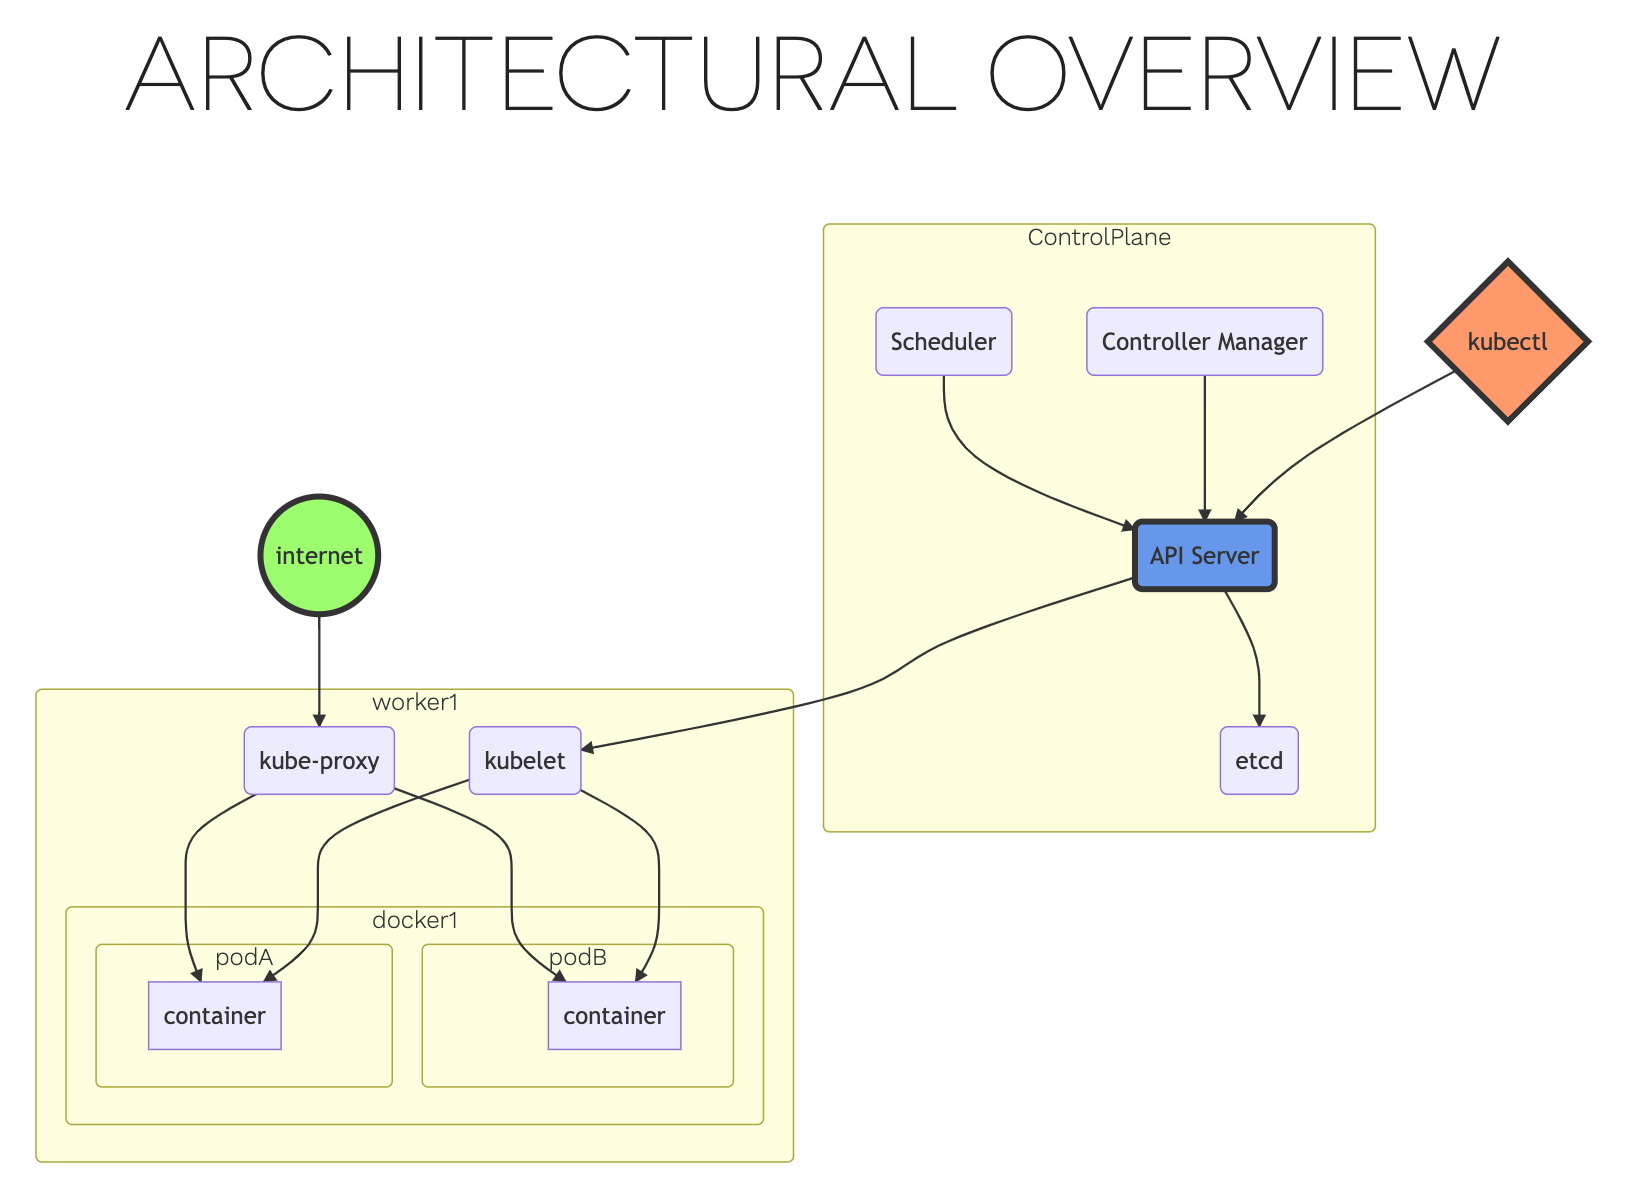 ARCHITECTURAL OVERVIEW
ControlPlane
Scheduler
Controller Manager
kubectl
internet
API Server
worker1
kube-proxy
kubelet
etcd
docker1
podA
podB
container
container